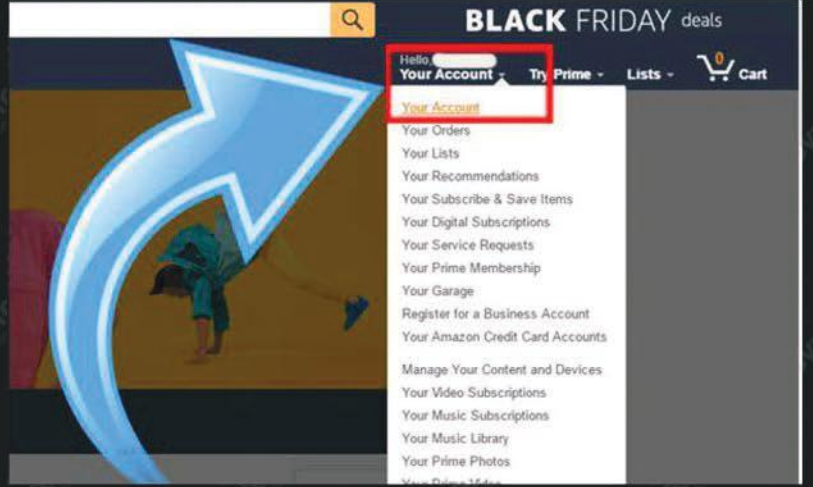 BLACK FRIDAY deals
Hello,
Your Account
Try Prime
Lists
0
Cart
Your Account
Your Orders
Your Lists
Your Recommendations
Your Subscribe & Save Items
Your Digital Subscriptions
Your Service Requests
Your Prime Membership
Your Garage
Register for a Business Account
Your Amazon Credit Card Accounts
Manage Your Content and Devices
Your Video Subscriptions
Your Music Subscriptions
Your Music Library
Your Prime Photos
Your Prime Video